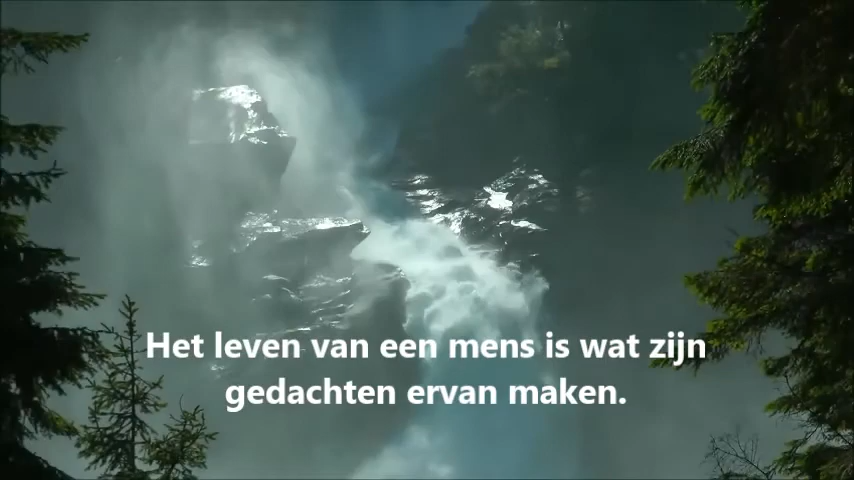 Het leven van een mens is wat zijn
gedachten ervan maken.